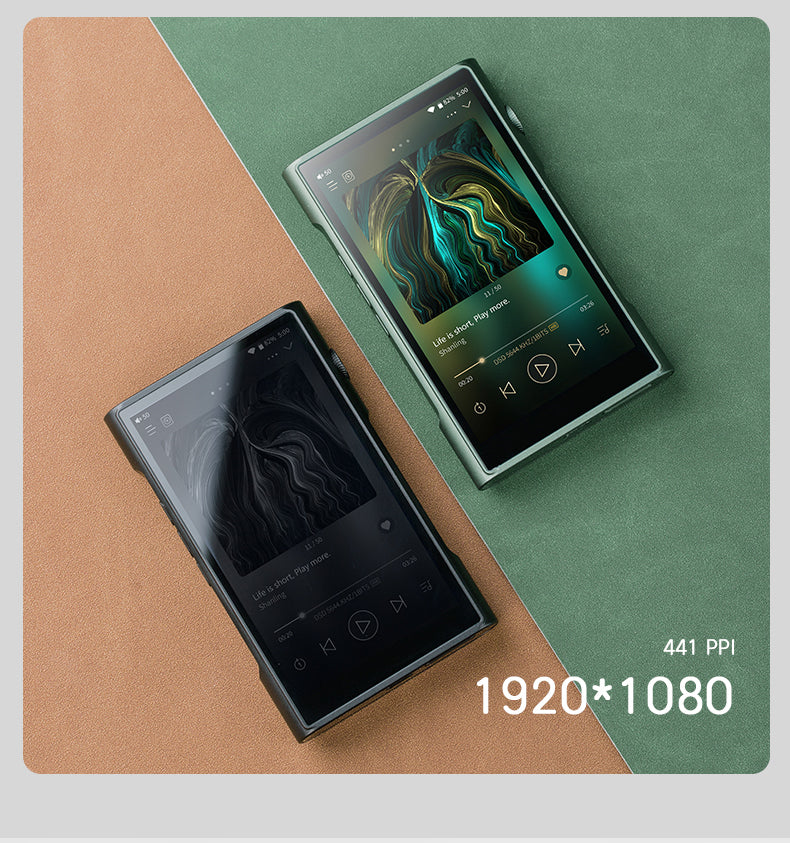 50
82% 5:00
11 / 50
Life is short, Play more.
Shanling
03:26
DSD 5644.KHZ/1BITS
00:20
50
82% 5:00
11 / 50
Life is short, Play more.
Shanling
03:26
DSD 5644.KHZ/1BITS
00:20
441 PPI
1920*1080